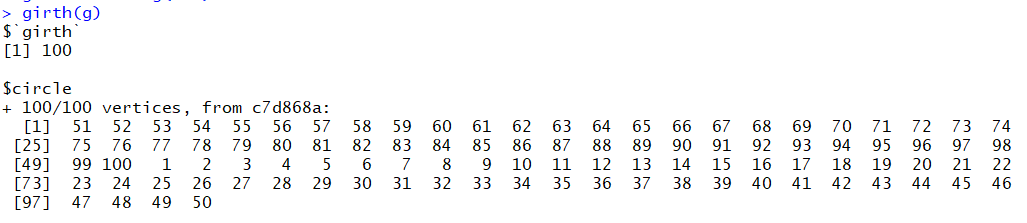 > girth(g)
$`girth`
[1] 100
$circle
+ 100/100 vertices, from c7d868a:
[1] 51 52 53 54 55 56 57 58 59 60 61 62 63 64 65 66 67 68 69 70 71 72 73 74
[25] 75 76 77 78 79 80 81 82 83 84 85 86 87 88 89 90 91 92 93 94 95 96 97 98
[49] 99 100 1 2 3 4 5 6 7 8 9 10 11 12 13 14 15 16 17 18 19 20 21 22
[73] 23 24 25 26 27 28 29 30 31 32 33 34 35 36 37 38 39 40 41 42 43 44 45 46
[97] 47 48 49 50